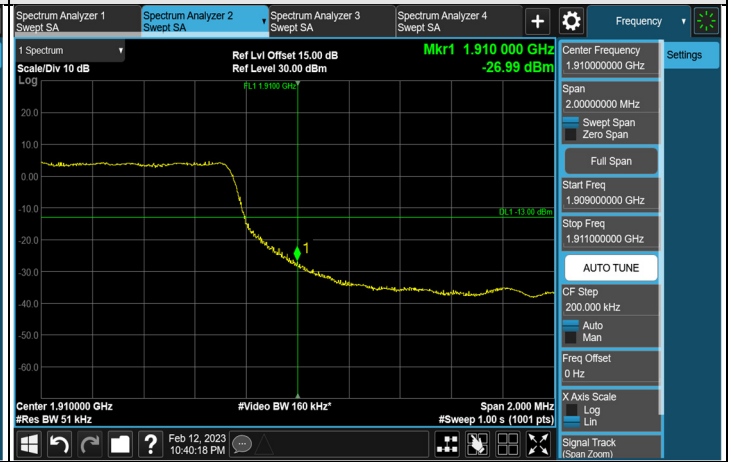 Spectrum Analyzer 1
Swept SA
Spectrum Analyzer 2
Swept SA
Spectrum Analyzer 3
Swept SA
Spectrum Analyzer 4
Swept SA
+
Frequency
1 Spectrum
Scale/Div 10 dB
Log
Ref Lvl Offset 15.00 dB
Ref Level 30.00 dBm
Mkr1 1.910 000 GHz
-26.99 dBm
FL1 1.9100 GHz
20.0
10.0
0.00
-10.0
DL1 -13.00 dBm
-20.0
1
-30.0
-40.0
-50.0
-60.0
Center 1.910000 GHz
#Res BW 51 kHz
#Video BW 160 kHz*
Span 2.000 MHz
#Sweep 1.00 s (1001 pts)
Feb 12, 2023
10:40:18 PM
?
Center Frequency
1.910000000 GHz
Settings
Span
2.00000000 MHz
Swept Span
Zero Span
Full Span
Start Freq
1.909000000 GHz
Stop Freq
1.911000000 GHz
AUTO TUNE
CF Step
200.000 kHz
Auto
Man
Freq Offset
0 Hz
X Axis Scale
Log
Lin
Signal Track
(Span Zoom)